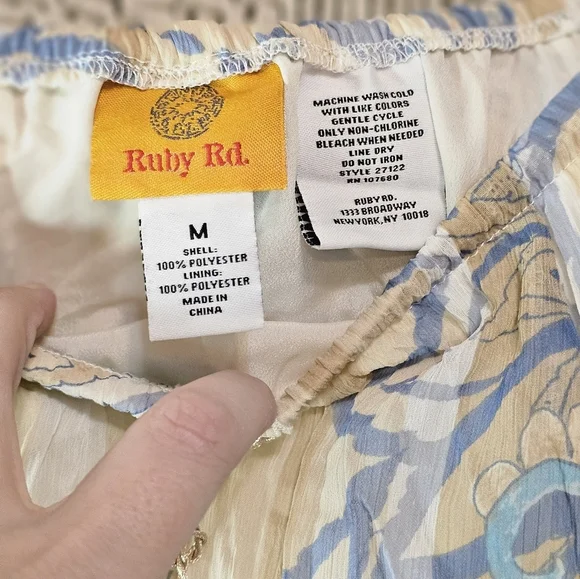 Ruby Rd.
M
SHELL:
100% POLYESTER
LINING:
100% POLYESTER
MADE IN
CHINA
MACHINE WASH COLD
WITH LIKE COLORS
GENTLE CYCLE
ONLY NON-CHLORINE
BLEACH WHEN NEEDED
LINE DRY
DO NOT IRON
STYLE 27122
RN 107680
RUBY RD.
1333 BROADWAY
NEWYORK, NY 10018